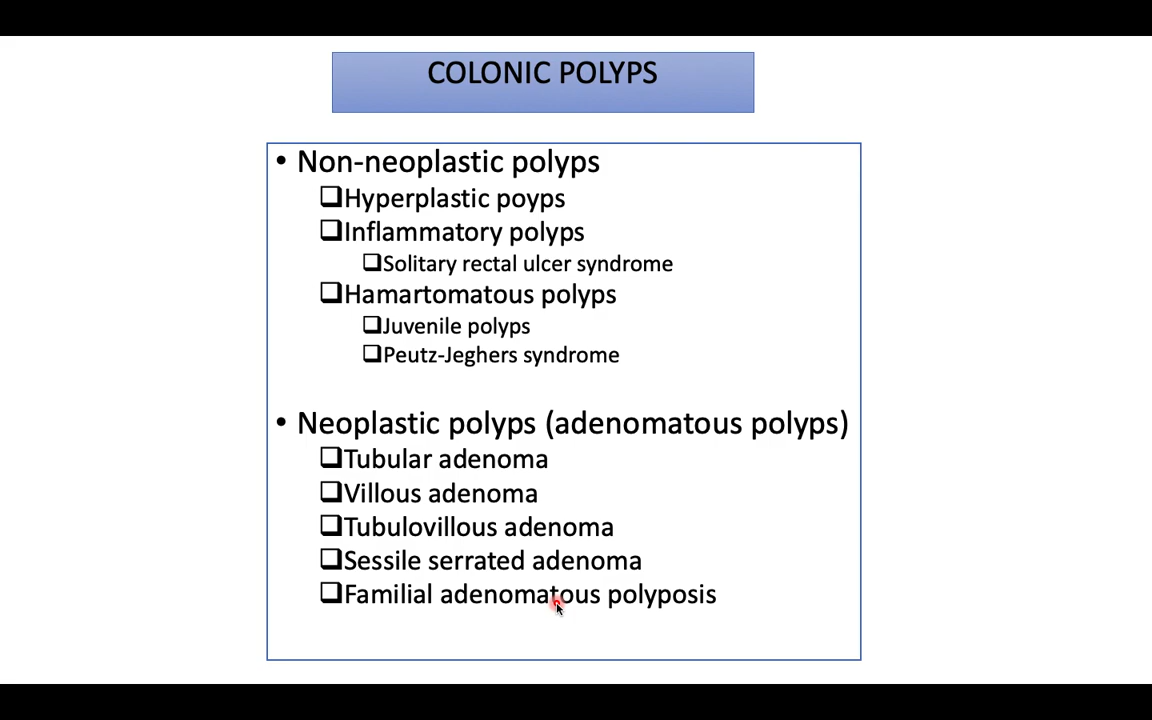 COLONIC POLYPS
• Non-neoplastic polyps
❑Hyperplastic poyps
❑Inflammatory polyps
❑Solitary rectal ulcer syndrome
❑Hamartomatous polyps
❑Juvenile polyps
❑Peutz-Jeghers syndrome
• Neoplastic polyps (adenomatous polyps)
❑Tubular adenoma
❑Villous adenoma
❑Tubulovillous adenoma
❑Sessile serrated adenoma
❑Familial adenomatous polyposis